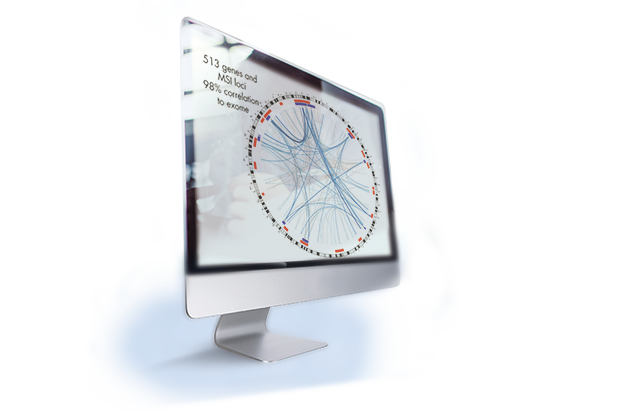 513 genes and
MSI loci
98% correlation
to exome